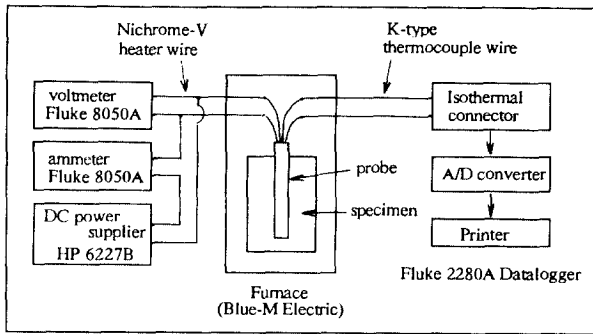 Nichrome-V
heater wire
K-type
thermocouple wire
voltmeter
Fluke 8050A
ammeter
Fluke 8050A
DC power
supplier
HP 6227B
probe
specimen
Furnace
(Blue-M Electric)
Isothermal
connector
A/D converter
Printer
Fluke 2280A Datalogger